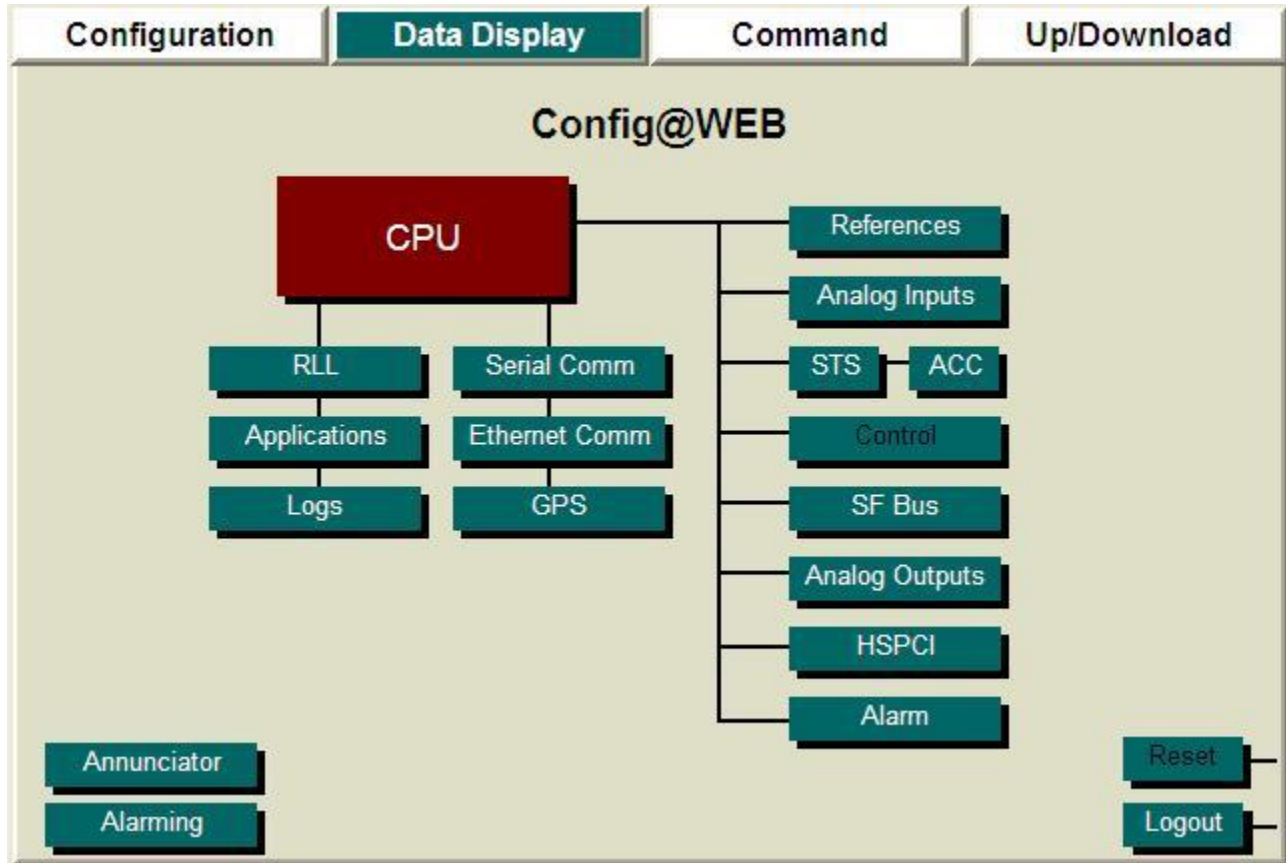 Configuration
Data Display
Command
Up/Download
Config@WEB
CPU
RLL
Applications
Logs
Serial Comm
Ethernet Comm
GPS
References
Analog Inputs
STS
ACC
Control
SF Bus
Analog Outputs
HSPCI
Alarm
Annunciator
Alarming
Reset
Logout